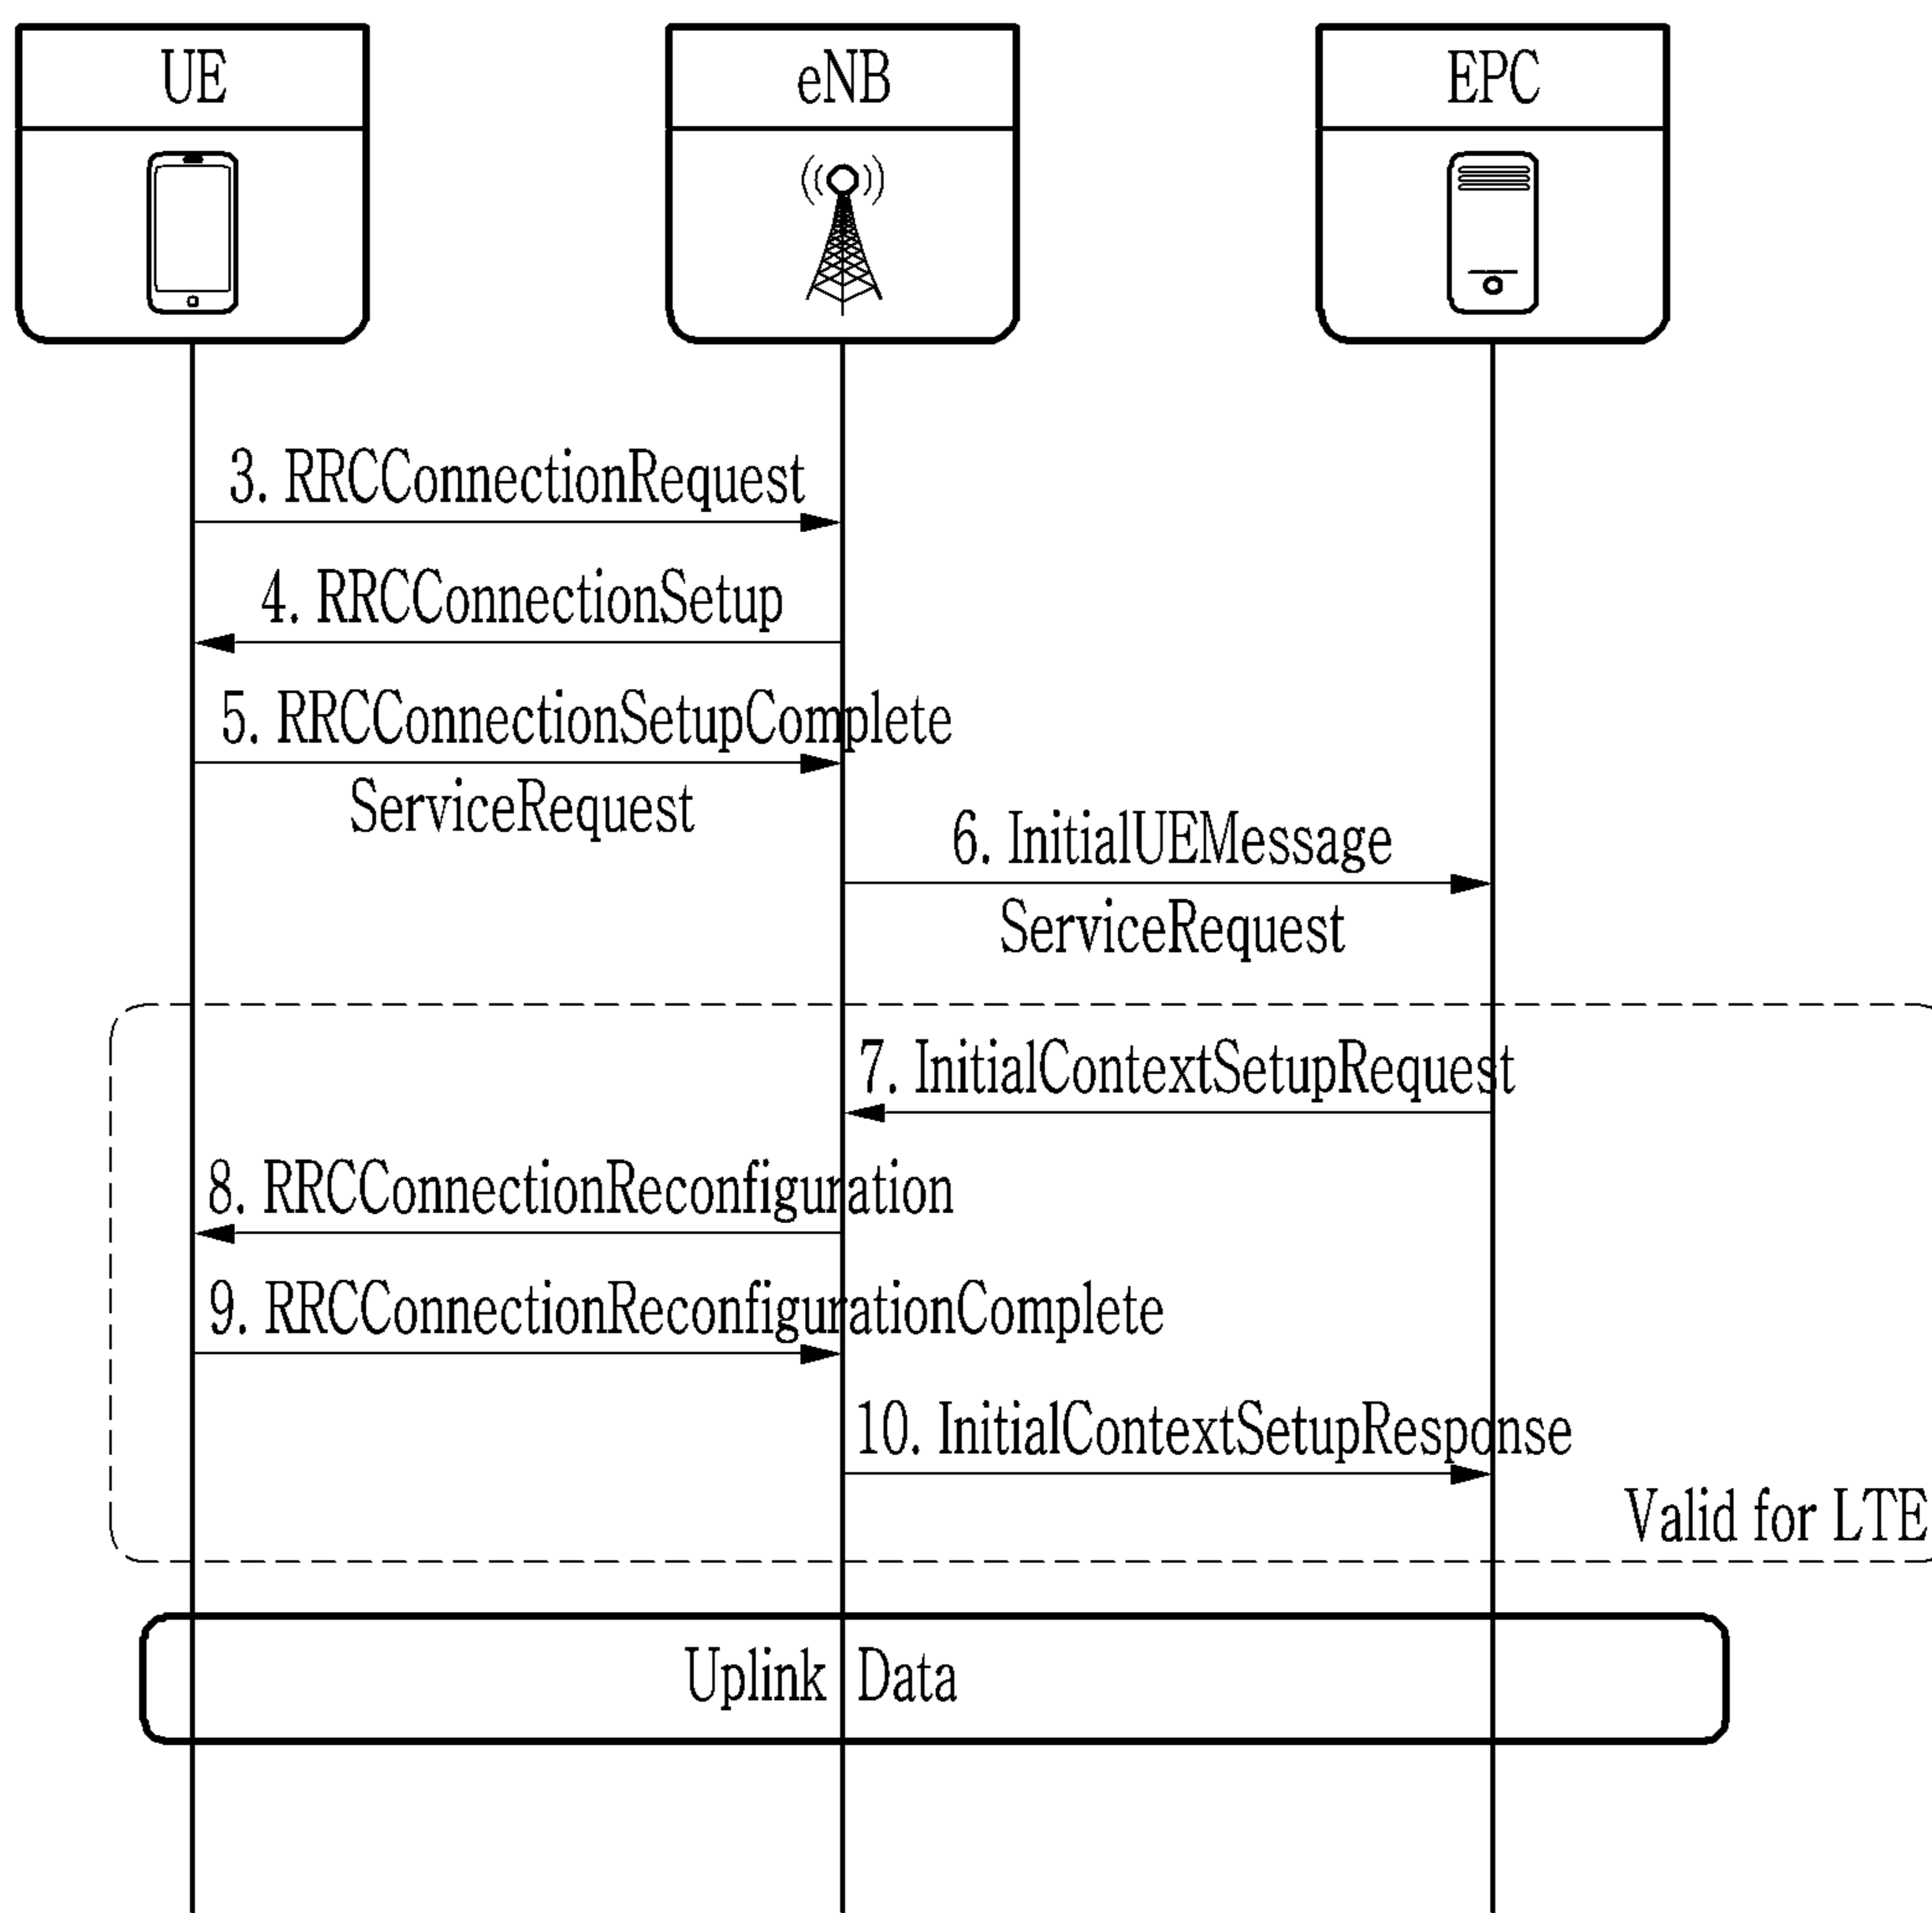 UE
eNB
EPC
3. RRCConnectionRequest
4. RRCConnectionSetup
5. RRCConnectionSetupComplete
ServiceRequest
6. InitialUEMessage
ServiceRequest
7. InitialContextSetupRequest
8. RRCConnectionReconfiguration
9. RRCConnectionReconfigurationComplete
10. InitialContextSetupResponse
Valid for LTE
Uplink Data